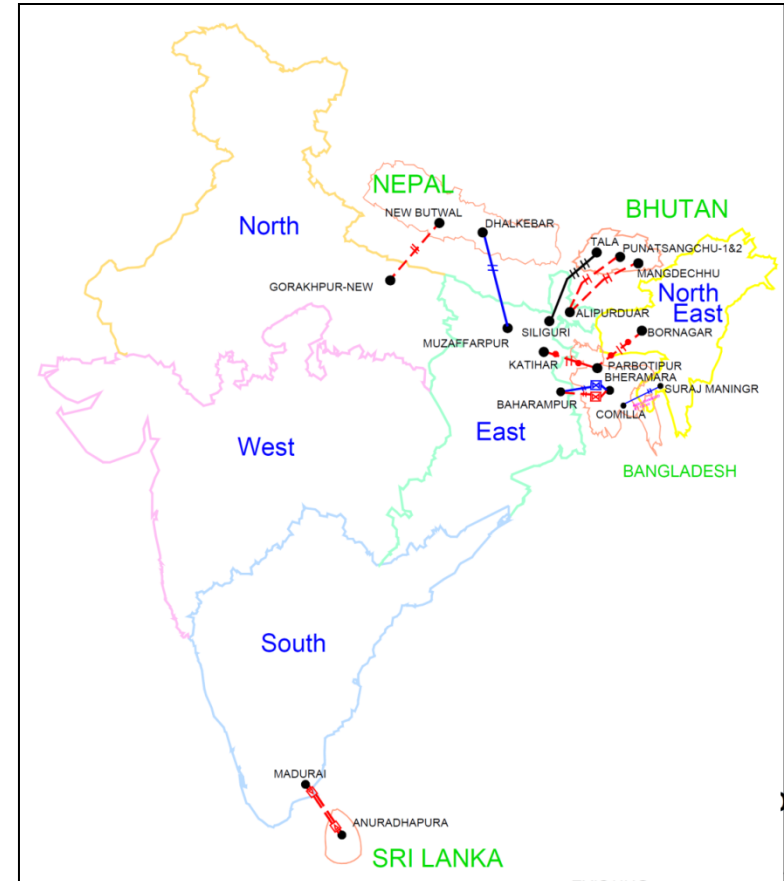 NEPAL
NEW BUTWAL
DHALKEBAR
BHUTAN
North
TALA
PUNATSANGCHU-1&2
MANGDECHHU
GORAKHPUR-NEW
North
East
ALIPURDUAR
SILIGURI
BORNAGAR
MUZAFFARPUR
KATIHAR
PARBOTIPUR
BHERAMARA
SURAJ MANINGR
BAHARAMPUR
COMILLA
West
East
BANGLADESH
South
MADURAI
ANURADHAPURA
SRI LANKA